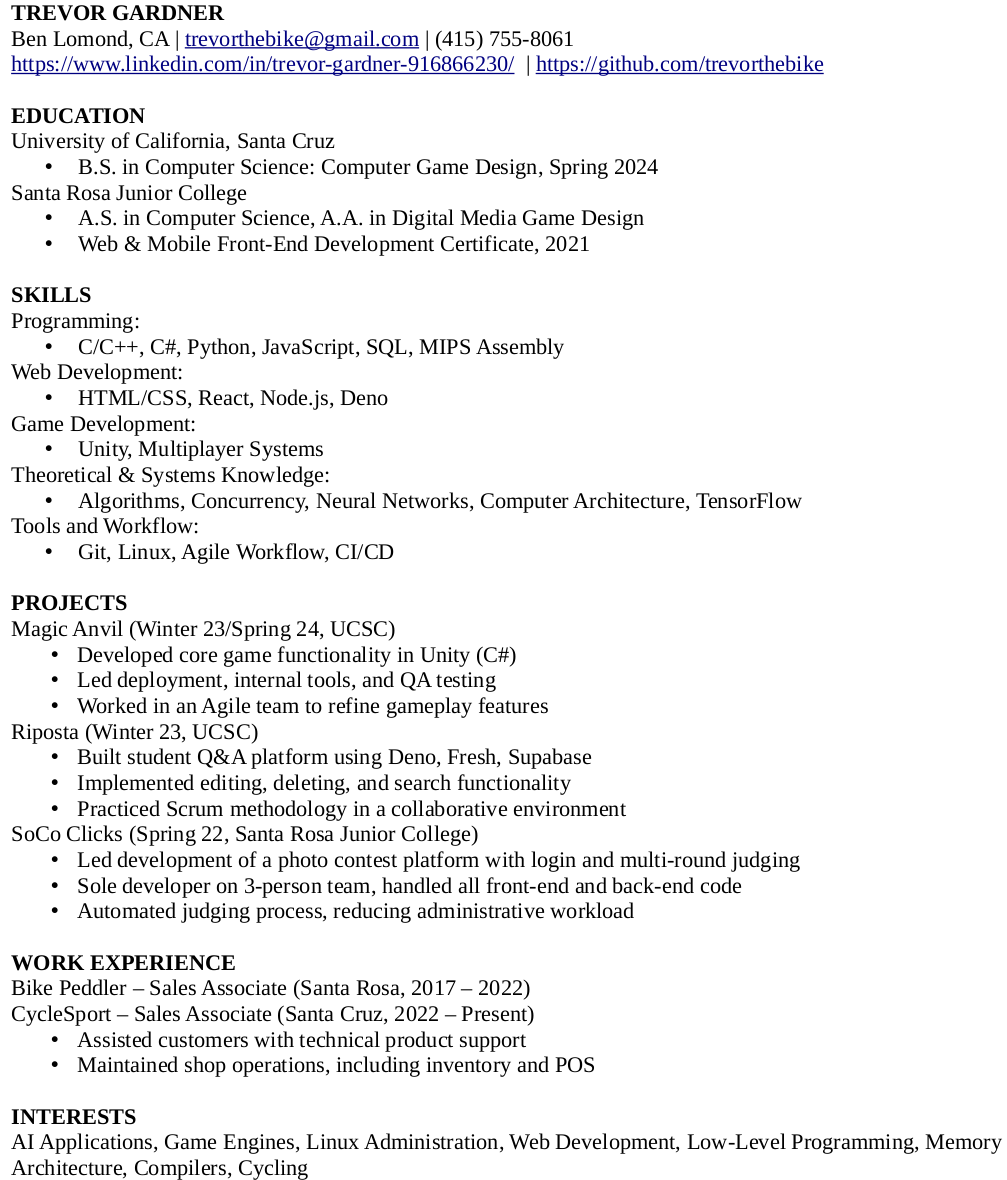 TREVOR GARDNER
Ben Lomond, CA | trevorthebike@gmail.com | (415) 755-8061
https://www.linkedin.com/in/trevor-gardner-916866230/ | https://github.com/trevorthebike
EDUCATION
University of California, Santa Cruz
• B.S. in Computer Science: Computer Game Design, Spring 2024
Santa Rosa Junior College
• A.S. in Computer Science, A.A. in Digital Media Game Design
• Web & Mobile Front-End Development Certificate, 2021
SKILLS
Programming:
• C/C++, C#, Python, JavaScript, SQL, MIPS Assembly
Web Development:
• HTML/CSS, React, Node.js, Deno
Game Development:
• Unity, Multiplayer Systems
Theoretical & Systems Knowledge:
• Algorithms, Concurrency, Neural Networks, Computer Architecture, TensorFlow
Tools and Workflow:
• Git, Linux, Agile Workflow, CI/CD
PROJECTS
Magic Anvil (Winter 23/Spring 24, UCSC)
• Developed core game functionality in Unity (C#)
• Led deployment, internal tools, and QA testing
• Worked in an Agile team to refine gameplay features
Riposta (Winter 23, UCSC)
• Built student Q&A platform using Deno, Fresh, Supabase
• Implemented editing, deleting, and search functionality
• Practiced Scrum methodology in a collaborative environment
SoCo Clicks (Spring 22, Santa Rosa Junior College)
• Led development of a photo contest platform with login and multi-round judging
• Sole developer on 3-person team, handled all front-end and back-end code
• Automated judging process, reducing administrative workload
WORK EXPERIENCE
Bike Peddler – Sales Associate (Santa Rosa, 2017 – 2022)
CycleSport – Sales Associate (Santa Cruz, 2022 – Present)
• Assisted customers with technical product support
• Maintained shop operations, including inventory and POS
INTERESTS
AI Applications, Game Engines, Linux Administration, Web Development, Low-Level Programming, Memory
Architecture, Compilers, Cycling